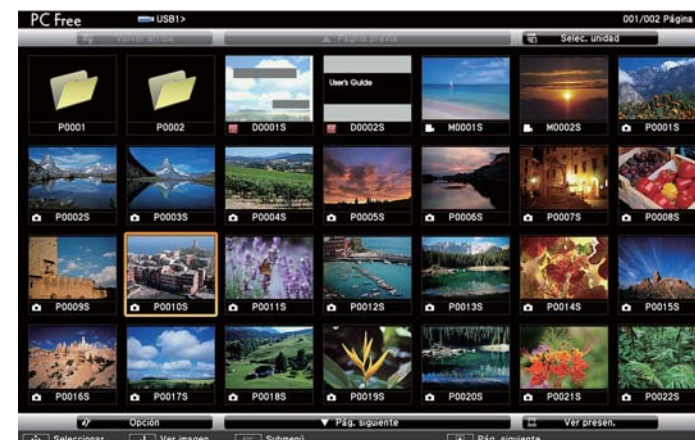 PC Free USB1> 001/002 Página
Volver arriba Página previa Selec. unidad
User's Guide
P0001 P0002 D0001S D0002S M0001S M0002S P0001S
P0002S P0003S P0004S P0005S P0006S P0007S P0008S
P0009S P0010S P0011S P0012S P0013S P0014S P0015S
P0016S P0017S P0018S P0019S P0020S P0021S P0022S
Opción Pág. siguiente Ver presen.
Seleccionar Ver imagen Submenú Pág. siguiente